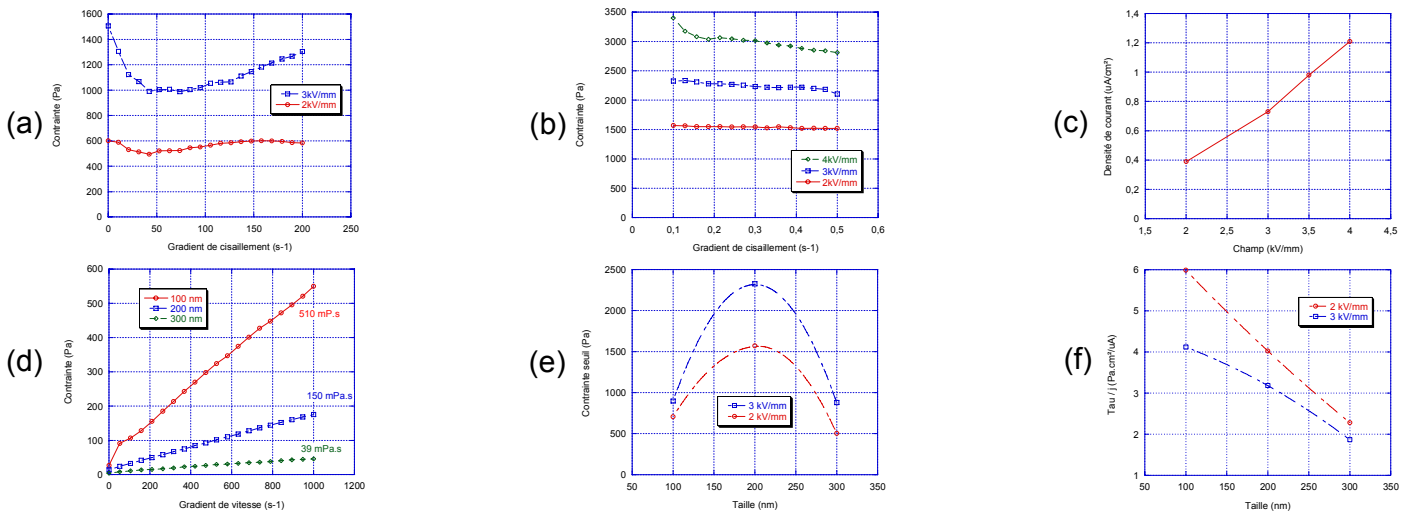 (a)
1600
1400
1200
1000
800
600
400
200
0
Contrainte (Pa)
3kV/mm
2kV/mm
0 50 100 150 200 250
Gradient de cisaillement (s-1)
(b)
3500
3000
2500
2000
1500
1000
500
0
Contrainte (Pa)
4kV/mm
3kV/mm
2kV/mm
0 0,1 0,2 0,3 0,4 0,5 0,6
Gradient de cisaillement (s-1)
(c)
1,4
1,2
1
0,8
0,6
0,4
0,2
0
Densité de courant (uA/cm²)
1,5 2 2,5 3 3,5 4 4,5
Champ (kV/mm)
(d)
600
500
400
300
200
100
0
Contrainte (Pa)
100 nm
200 nm
300 nm
510 mP.s
150 mPa.s
39 mPa.s
0 200 400 600 800 1000 1200
Gradient de vitesse (s-1)
(e)
2500
2000
1500
1000
500
0
Contrainte seuil (Pa)
3 kV/mm
2 kV/mm
50 100 150 200 250 300 350
Taille (nm)
(f)
6
5
4
3
2
1
Tau / j (Pa.cm²/uA)
2 kV/mm
3 kV/mm
50 100 150 200 250 300 350
Taille (nm)